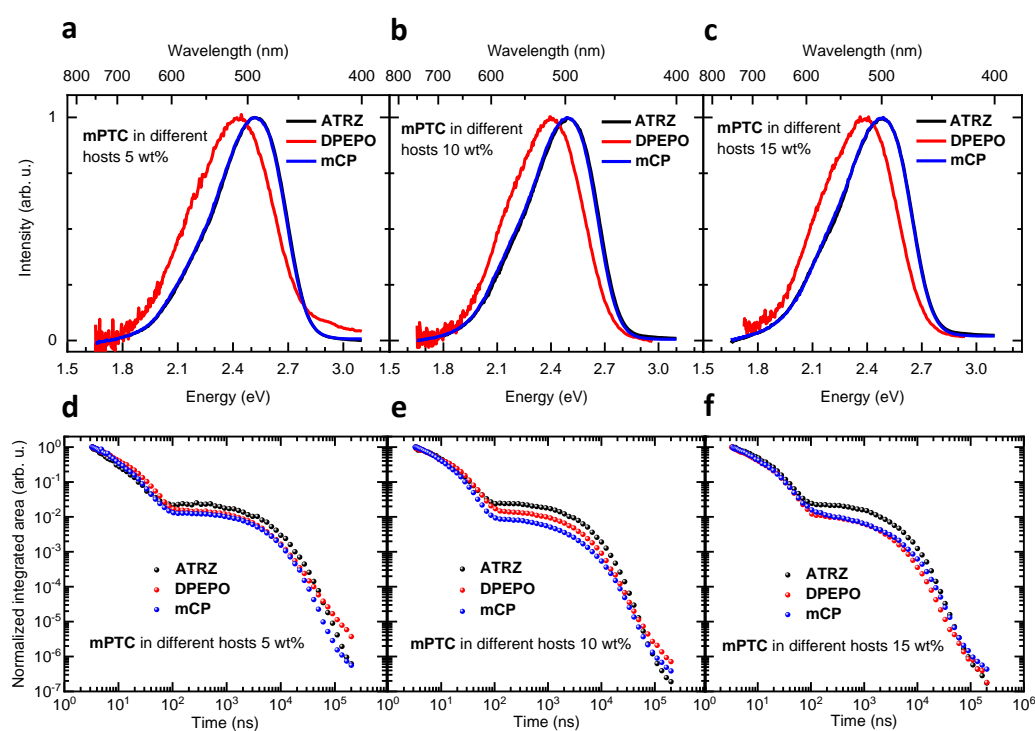 a
b
c
Wavelength (nm)
Wavelength (nm)
Wavelength (nm)
800 700 600 500 400
800 700 600 500 400
800 700 600 500 400
1
0
Intensity (arb. u.)
mPTC in different
hosts 5 wt%
ATRZ
DPEPO
mCP
mPTC in different
hosts 10 wt%
ATRZ
DPEPO
mCP
mPTC in different
hosts 15 wt%
ATRZ
DPEPO
mCP
1.5 1.8 2.1 2.4 2.7 3.0
1.5 1.8 2.1 2.4 2.7 3.0
1.5 1.8 2.1 2.4 2.7 3.0
Energy (eV)
Energy (eV)
Energy (eV)
d
e
f
Normalized integrated area (arb. u.)
10^0
10^-1
10^-2
10^-3
10^-4
10^-5
10^-6
10^-7
ATRZ
DPEPO
mCP
mPTC in different hosts 5 wt%
ATRZ
DPEPO
mCP
mPTC in different hosts 10 wt%
ATRZ
DPEPO
mCP
mPTC in different hosts 15 wt%
10^0 10^1 10^2 10^3 10^4 10^5
10^0 10^1 10^2 10^3 10^4 10^5
10^0 10^1 10^2 10^3 10^4 10^5 10^6
Time (ns)
Time (ns)
Time (ns)